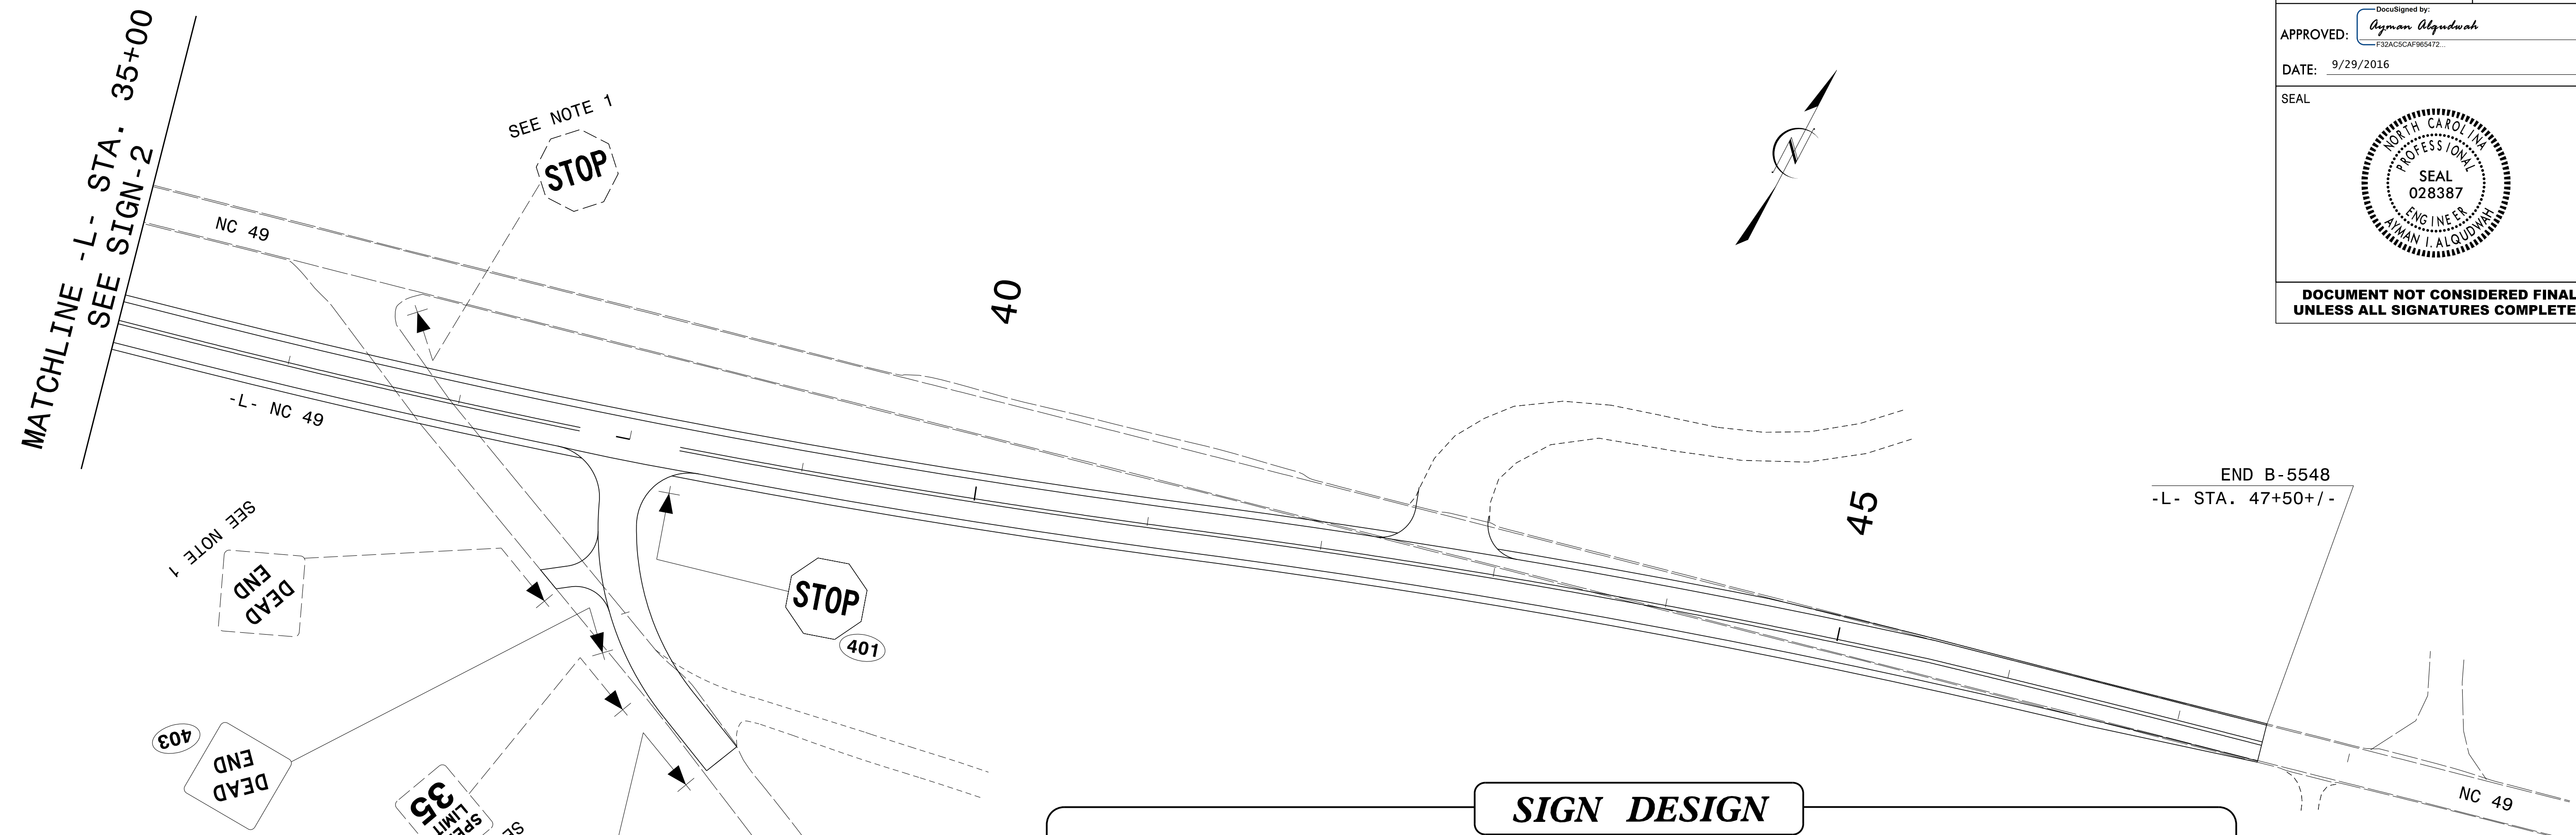 DocuSigned by:
APPROVED: Ayman Alqudwah
F32AC5CAF965472...
DATE: 9/29/2016
SEAL
NORTH CAROLINA
PROFESSIONAL
SEAL
028387
ENGINEER
AYMAN I. ALQUDWAH
DOCUMENT NOT CONSIDERED FINAL
UNLESS ALL SIGNATURES COMPLETE
MATCHLINE -L- STA. 35+00
SEE SIGN-2
SEE NOTE 1
STOP
NC 49
N
40
-L- NC 49
45
END B-5548
-L- STA. 47+50+/-
SEE NOTE 1
DEAD
END
STOP
401
403
DEAD
END
LIMIT
35
NC 49
SIGN DESIGN